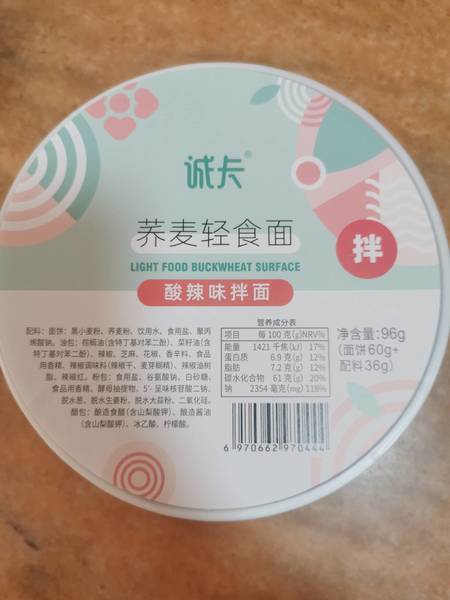 诚夫®
荞麦轻食面
LIGHT FOOD BUCKWHEAT SURFACE
酸辣味拌面
拌
配料:面饼:黑小麦粉、荞麦粉、饮用水、食用盐、聚丙
烯酸钠。油包:棕榈油(含特丁基对苯二酚)、菜籽油(含
特丁基对苯二酚)、辣椒、芝麻、花椒、香辛料、食品
用香精、辣椒调味料(辣椒干、麦芽糊精)、辣椒油树
脂、辣椒红。粉包:食用盐、谷氨酸钠、白砂糖、
食品用香精、酵母抽提物、5'-呈味核苷酸二钠、
脱水葱、脱水生姜粉、脱水大蒜粉、二氧化硅。
醋包:酿造食醋(含山梨酸钾)、酿造酱油
(含山梨酸钾)、冰乙酸、柠檬酸。
营养成分表
项目 每100克(g) NRV%
能量 1421千焦(kJ) 17%
蛋白质 6.9克(g) 12%
脂肪 7.2克(g) 12%
碳水化合物 61克(g) 20%
钠 2354毫克(mg) 118%
净含量:96g
(面饼60g+
配料36g)
6 970662 970444